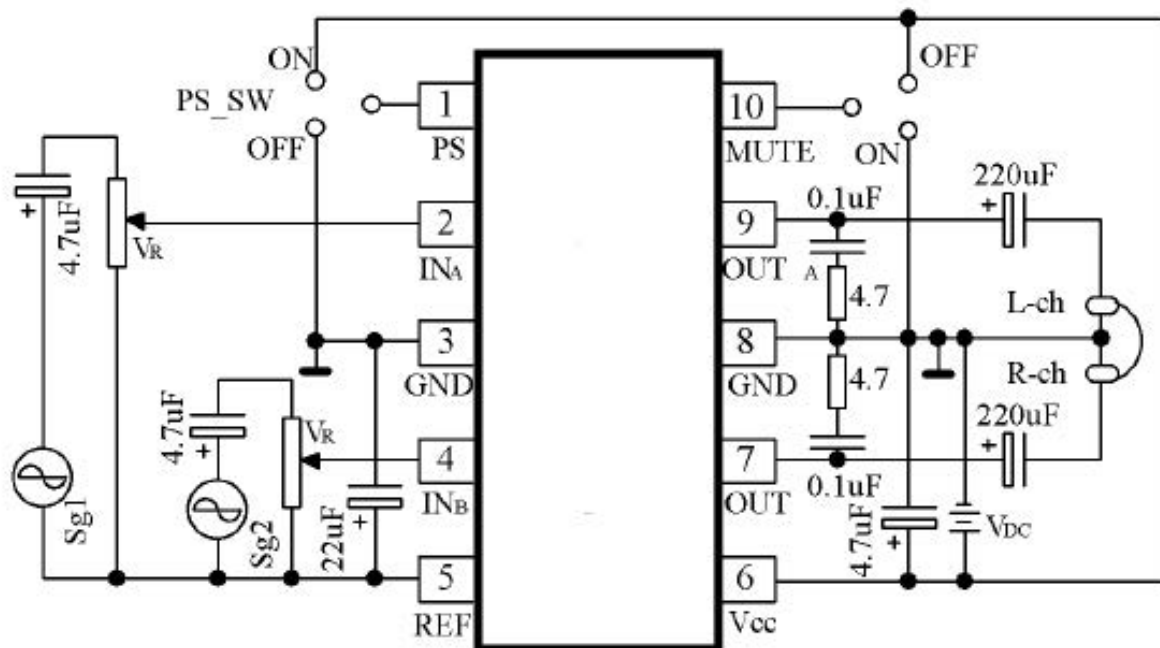 ON
OFF
PS_SW
1
10
OFF
PS
MUTE
ON
4.7uF
VR
2
INA
0.1uF
9
OUT A
220uF
4.7
L-ch
3
GND
8
GND
R-ch
4.7
4.7uF
VR
4
INB
220uF
7
OUT
0.1uF
Sg1
Sg2
22uF
4.7uF
VDC
5
REF
6
Vcc